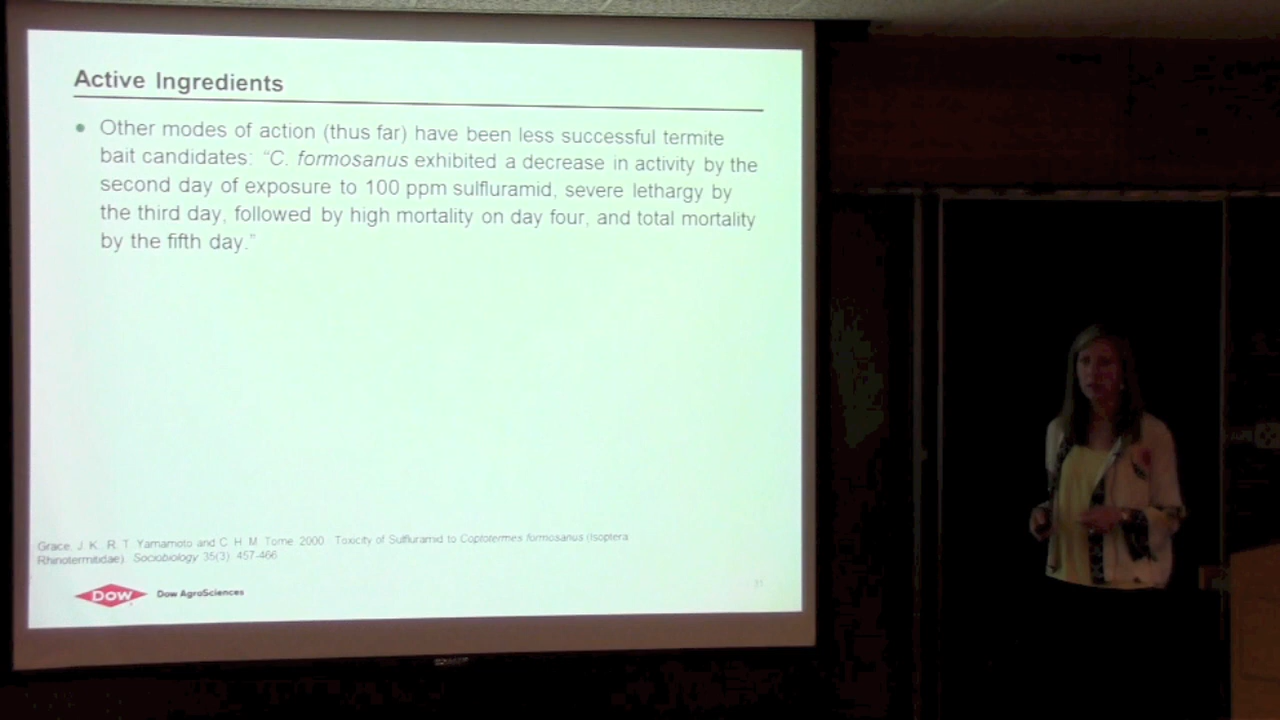 Active Ingredients
Other modes of action (thus far) have been less successful termite
bait candidates: “C. formosanus exhibited a decrease in activity by the
second day of exposure to 100 ppm sulfluramid, severe lethargy by
the third day, followed by high mortality on day four, and total mortality
by the fifth day.”
Grace, J. K., R. T. Yamamoto and C. H. M. Tome. 2000. Toxicity of Sulfluramid to Coptotermes formosanus (Isoptera
Rhinotermitidae). Sociobiology 35(3): 457-466
DOW Dow AgroSciences